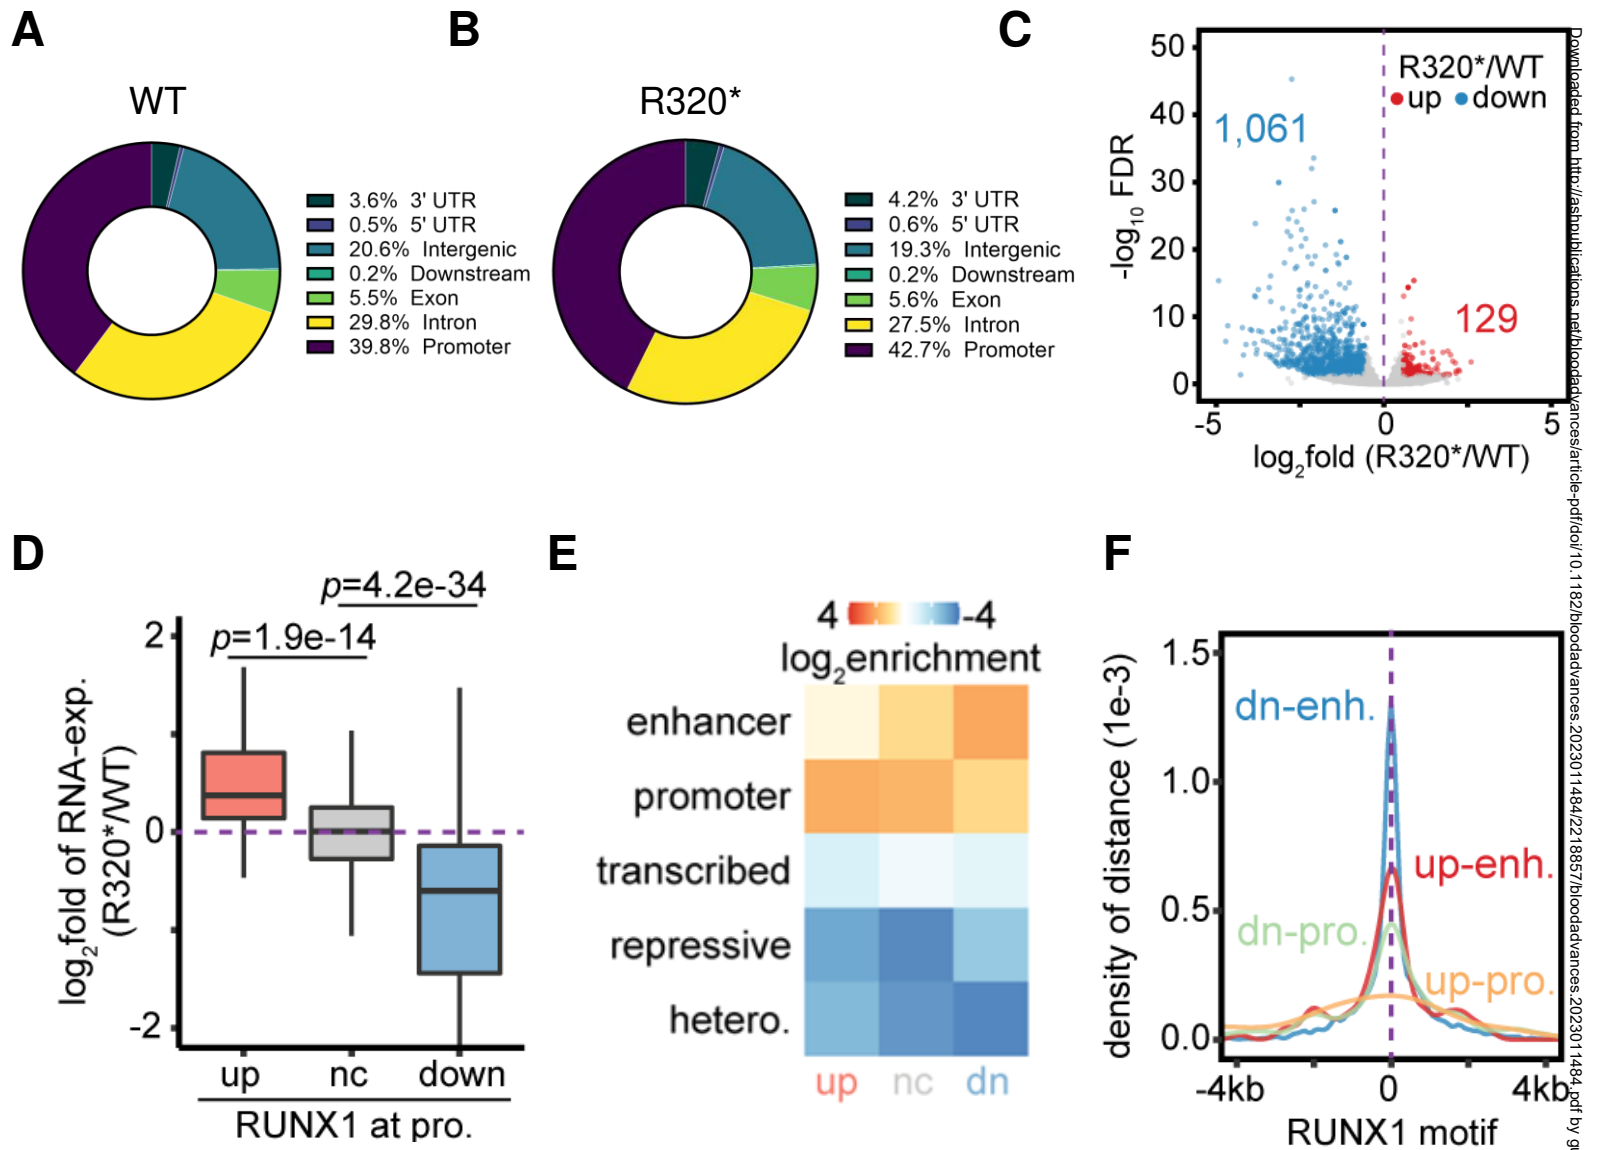 A
WT
3.6% 3' UTR
0.5% 5' UTR
20.6% Intergenic
0.2% Downstream
5.5% Exon
29.8% Intron
39.8% Promoter
B
R320*
4.2% 3' UTR
0.6% 5' UTR
19.3% Intergenic
0.2% Downstream
5.6% Exon
27.5% Intron
42.7% Promoter
C
R320*/WT
up down
1,061
129
50
40
30
20
10
0
-log10 FDR
-5 0 5
log2fold (R320*/WT)
D
p=4.2e-34
p=1.9e-14
2
0
-2
log2fold of RNA-exp.
(R320*/WT)
up nc down
RUNX1 at pro.
E
4 -4
log2enrichment
enhancer
promoter
transcribed
repressive
hetero.
up nc dn
F
1.5
1.0
0.5
0.0
density of distance (1e-3)
dn-enh.
up-enh.
dn-pro.
up-pro.
-4kb 0 4kb
RUNX1 motif
Downloaded from http://ashpublications.net/bloodadvances/article-pdf/doi/10.1182/bloodadvances.2023011484/2218857/bloodadvances.2023011484.pdf by